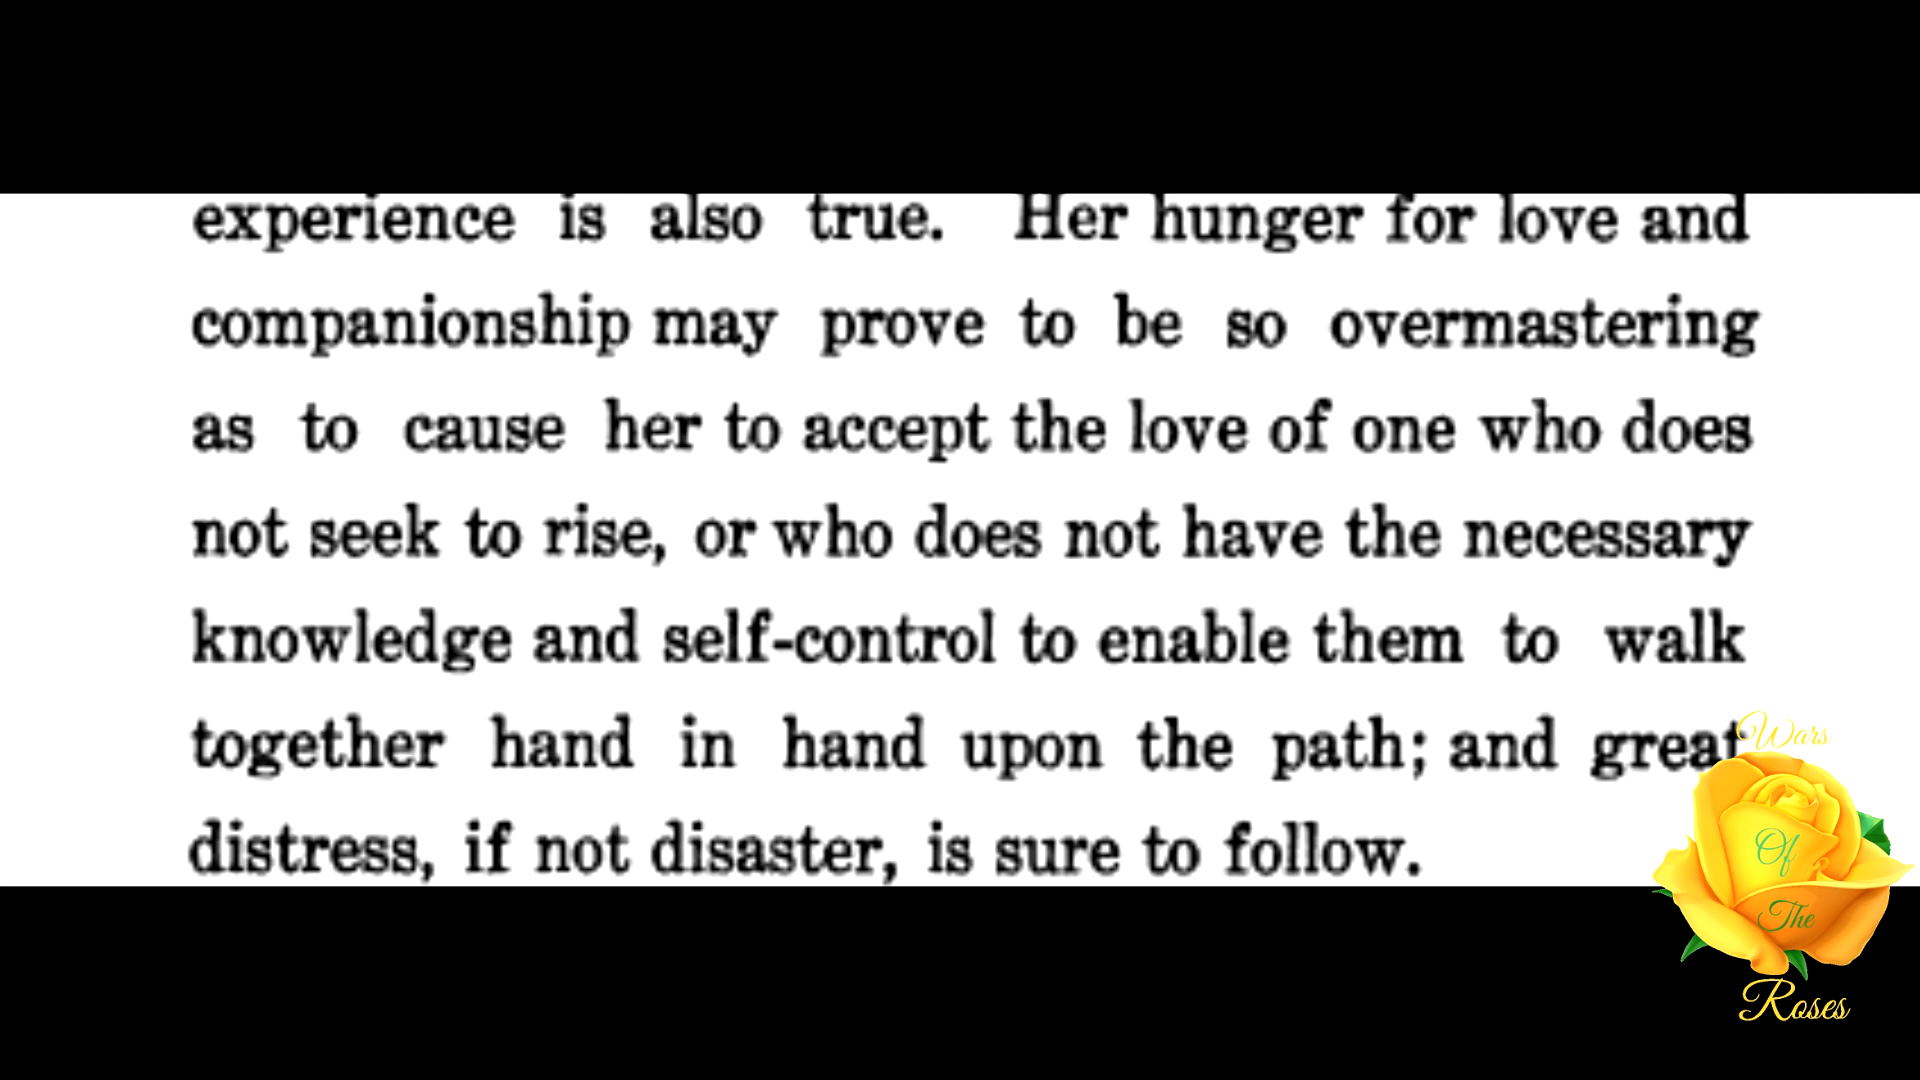 experience is also true. Her hunger for love and
companionship may prove to be so overmastering
as to cause her to accept the love of one who does
not seek to rise, or who does not have the necessary
knowledge and self-control to enable them to walk
together hand in hand upon the path; and great
distress, if not disaster, is sure to follow.
Wars
Of
The
Roses